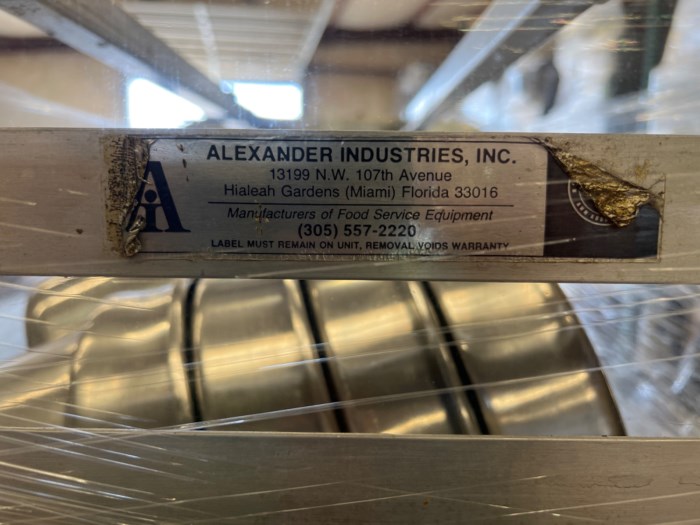 AI
ALEXANDER INDUSTRIES, INC.
13199 N.W. 107th Avenue
Hialeah Gardens (Miami) Florida 33016
Manufacturers of Food Service Equipment
(305) 557-2220
LABEL MUST REMAIN ON UNIT, REMOVAL VOIDS WARRANTY